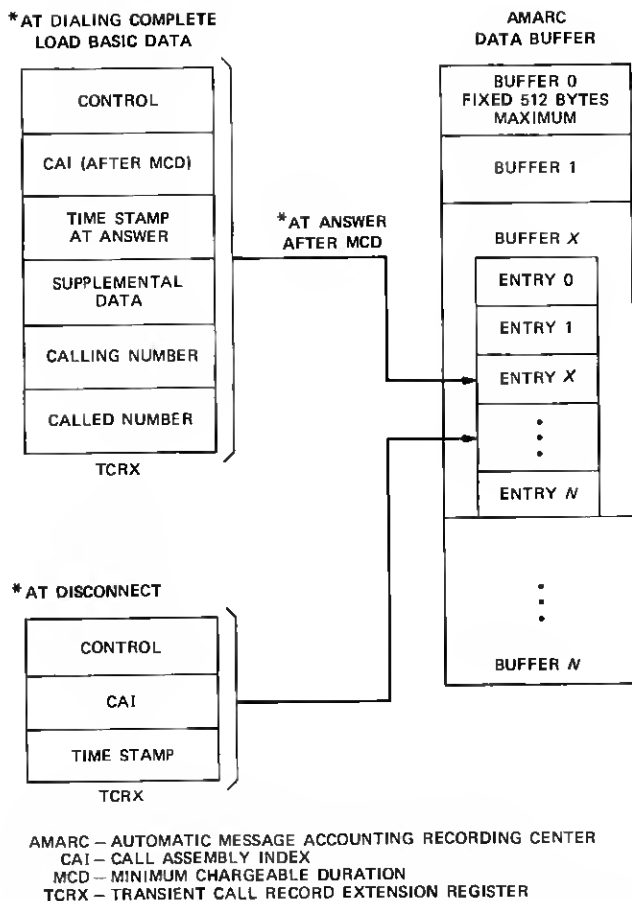 *AT DIALING COMPLETE
LOAD BASIC DATA
CONTROL
CAI (AFTER MCD)
TIME STAMP
AT ANSWER
SUPPLEMENTAL
DATA
CALLING NUMBER
CALLED NUMBER
TCRX
*AT ANSWER
AFTER MCD
AMARC
DATA BUFFER
BUFFER 0
FIXED 512 BYTES
MAXIMUM
BUFFER 1
BUFFER X
ENTRY 0
ENTRY 1
ENTRY X
ENTRY N
BUFFER N
*AT DISCONNECT
CONTROL
CAI
TIME STAMP
TCRX
AMARC – AUTOMATIC MESSAGE ACCOUNTING RECORDING CENTER
CAI – CALL ASSEMBLY INDEX
MCD – MINIMUM CHARGEABLE DURATION
TCRX – TRANSIENT CALL RECORD EXTENSION REGISTER